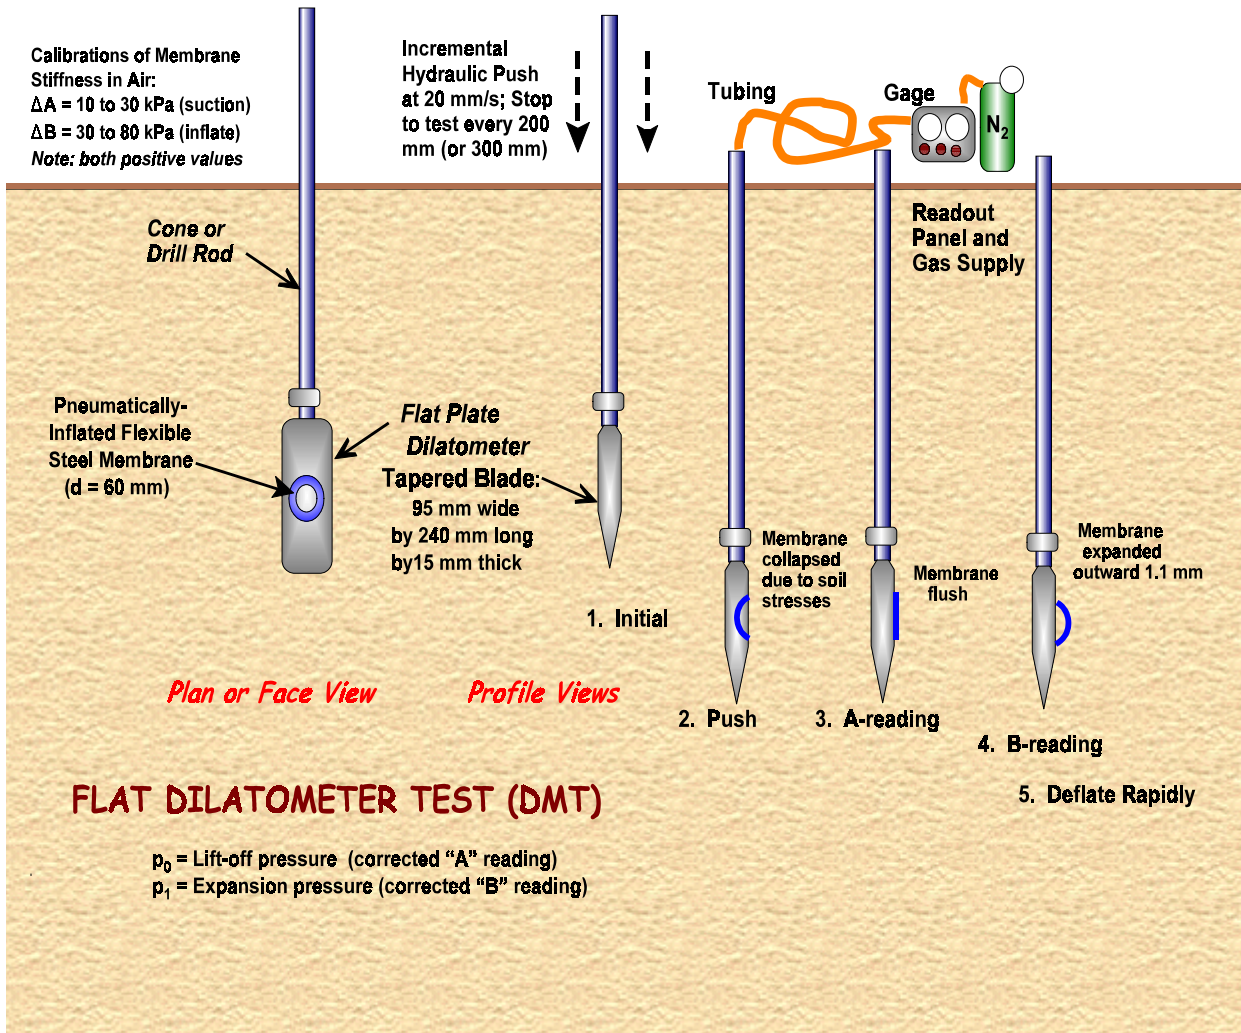 Calibrations of Membrane
Stiffness in Air:
ΔA = 10 to 30 kPa (suction)
ΔB = 30 to 80 kPa (inflate)
Note: both positive values
Incremental
Hydraulic Push
at 20 mm/s; Stop
to test every 200
mm (or 300 mm)
Tubing
Gage
N2
Readout
Panel and
Gas Supply
Cone or
Drill Rod
Pneumatically-
Inflated Flexible
Steel Membrane
(d = 60 mm)
Flat Plate
Dilatometer
Tapered Blade:
95 mm wide
by 240 mm long
by15 mm thick
1. Initial
Membrane
collapsed
due to soil
stresses
Membrane
flush
Membrane
expanded
outward 1.1 mm
Plan or Face View
Profile Views
2. Push
3. A-reading
4. B-reading
5. Deflate Rapidly
FLAT DILATOMETER TEST (DMT)
p0 = Lift-off pressure (corrected “A” reading)
p1 = Expansion pressure (corrected “B” reading)